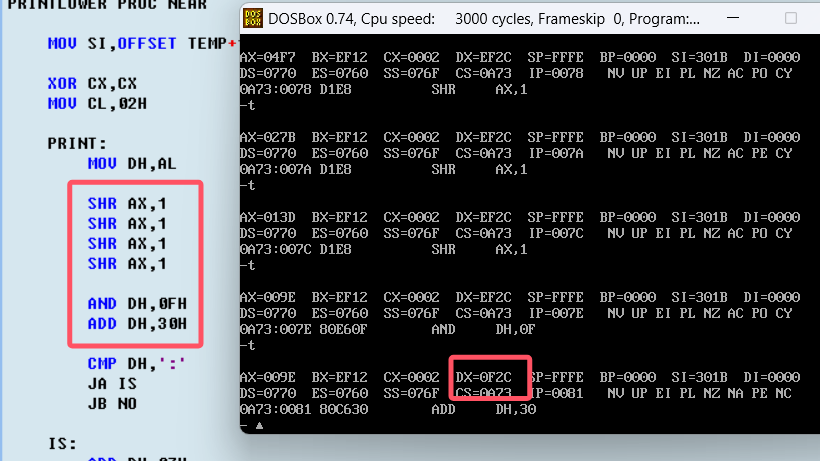 PRINTLOWER PROC NEAR
MOV SI,OFFSET TEMP+
XOR CX,CX
MOV CL,02H
PRINT:
MOV DH,AL
SHR AX,1
SHR AX,1
SHR AX,1
SHR AX,1
AND DH,0FH
ADD DH,30H
CMP DH,':'
JA IS
JB NO
IS:
DOSBox 0.74, Cpu speed: 3000 cycles, Frameskip 0, Program:...
AX=04F7 BX=EF12 CX=0002 DX=EF2C SP=FFFE BP=0000 SI=301B DI=0000
DS=0770 ES=0760 SS=076F CS=0A73 IP=0078 NV UP EI PL NZ AC PO CY
0A73:0078 D1E8 SHR AX,1
-t
AX=027B BX=EF12 CX=0002 DX=EF2C SP=FFFE BP=0000 SI=301B DI=0000
DS=0770 ES=0760 SS=076F CS=0A73 IP=007A NV UP EI PL NZ AC PE CY
0A73:007A D1E8 SHR AX,1
-t
AX=013D BX=EF12 CX=0002 DX=EF2C SP=FFFE BP=0000 SI=301B DI=0000
DS=0770 ES=0760 SS=076F CS=0A73 IP=007C NV UP EI PL NZ AC PO CY
0A73:007C D1E8 SHR AX,1
-t
AX=009E BX=EF12 CX=0002 DX=EF2C SP=FFFE BP=0000 SI=301B DI=0000
DS=0770 ES=0760 SS=076F CS=0A73 IP=007E NV UP EI PL NZ AC PO CY
0A73:007E 80E60F AND DH,0F
-t
AX=009E BX=EF12 CX=0002 DX=0F2C SP=FFFE BP=0000 SI=301B DI=0000
DS=0770 ES=0760 SS=076F CS=0A73 IP=0081 NV UP EI PL NZ NA PE NC
0A73:0081 80C630 ADD DH,30
-